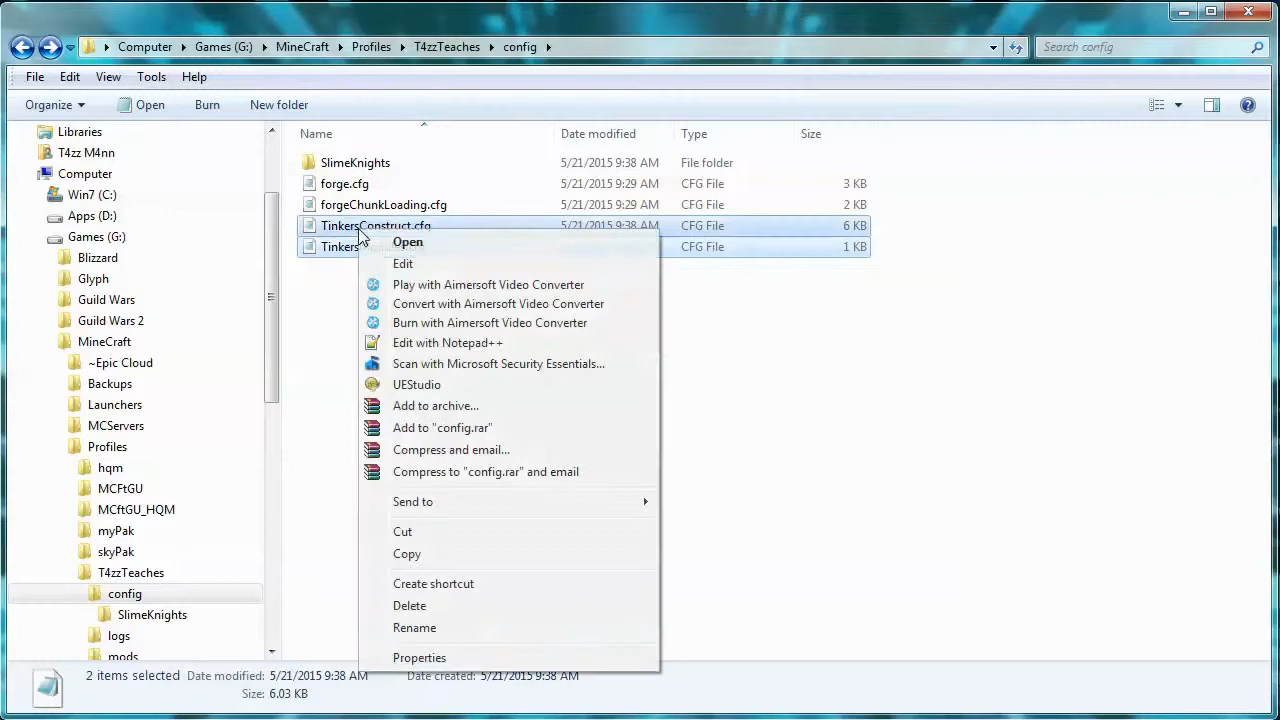 Computer Games (G:) MineCraft Profiles T4zzTeaches config Search config
File Edit View Tools Help
Organize Open Burn New folder
Name Date modified Type Size
Libraries
T4zz M4nn
Computer
Win7 (C:)
Apps (D:)
Games (G:)
Blizzard
Glyph
Guild Wars
Guild Wars 2
MineCraft
~Epic Cloud
Backups
Launchers
MCServers
Profiles
hqm
MCFtGU
MCFtGU_HQM
myPak
skyPak
T4zzTeaches
config
SlimeKnights
logs
mods
SlimeKnights 5/21/2015 9:38 AM File folder
forge.cfg 5/21/2015 9:29 AM CFG File 3 KB
forgeChunkLoading.cfg 5/21/2015 9:29 AM CFG File 2 KB
TinkersConstruct.cfg 5/21/2015 9:38 AM CFG File 6 KB
Tinkers CFG File 1 KB
Open
Edit
Play with Aimersoft Video Converter
Convert with Aimersoft Video Converter
Burn with Aimersoft Video Converter
Edit with Notepad++
Scan with Microsoft Security Essentials...
UEStudio
Add to archive...
Add to "config.rar"
Compress and email...
Compress to "config.rar" and email
Send to
Cut
Copy
Create shortcut
Delete
Rename
Properties
2 items selected Date modified: 5/21/2015 9:38 AM Date created: 5/21/2015 9:38 AM
Size: 6.03 KB